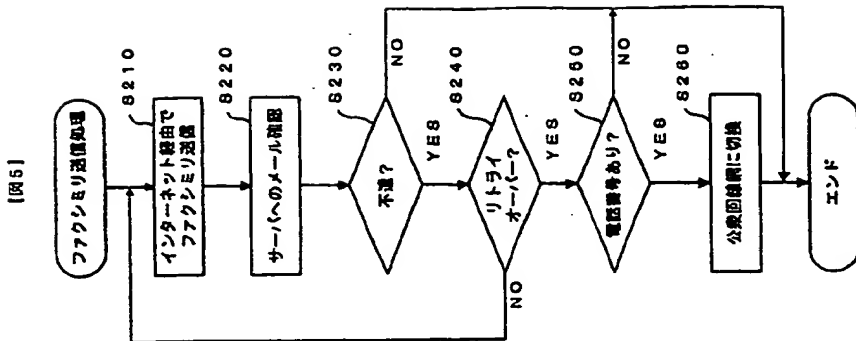 【図5】
ファクシミリ送信処理
S210
インターネット経由で
ファクシミリ送信
S220
サーバへのメール確認
S230
不達?
NO
YES
S240
リトライ
オーバー?
NO
YES
S250
電話番号あり?
NO
YES
S260
公衆回線網に切換
エンド